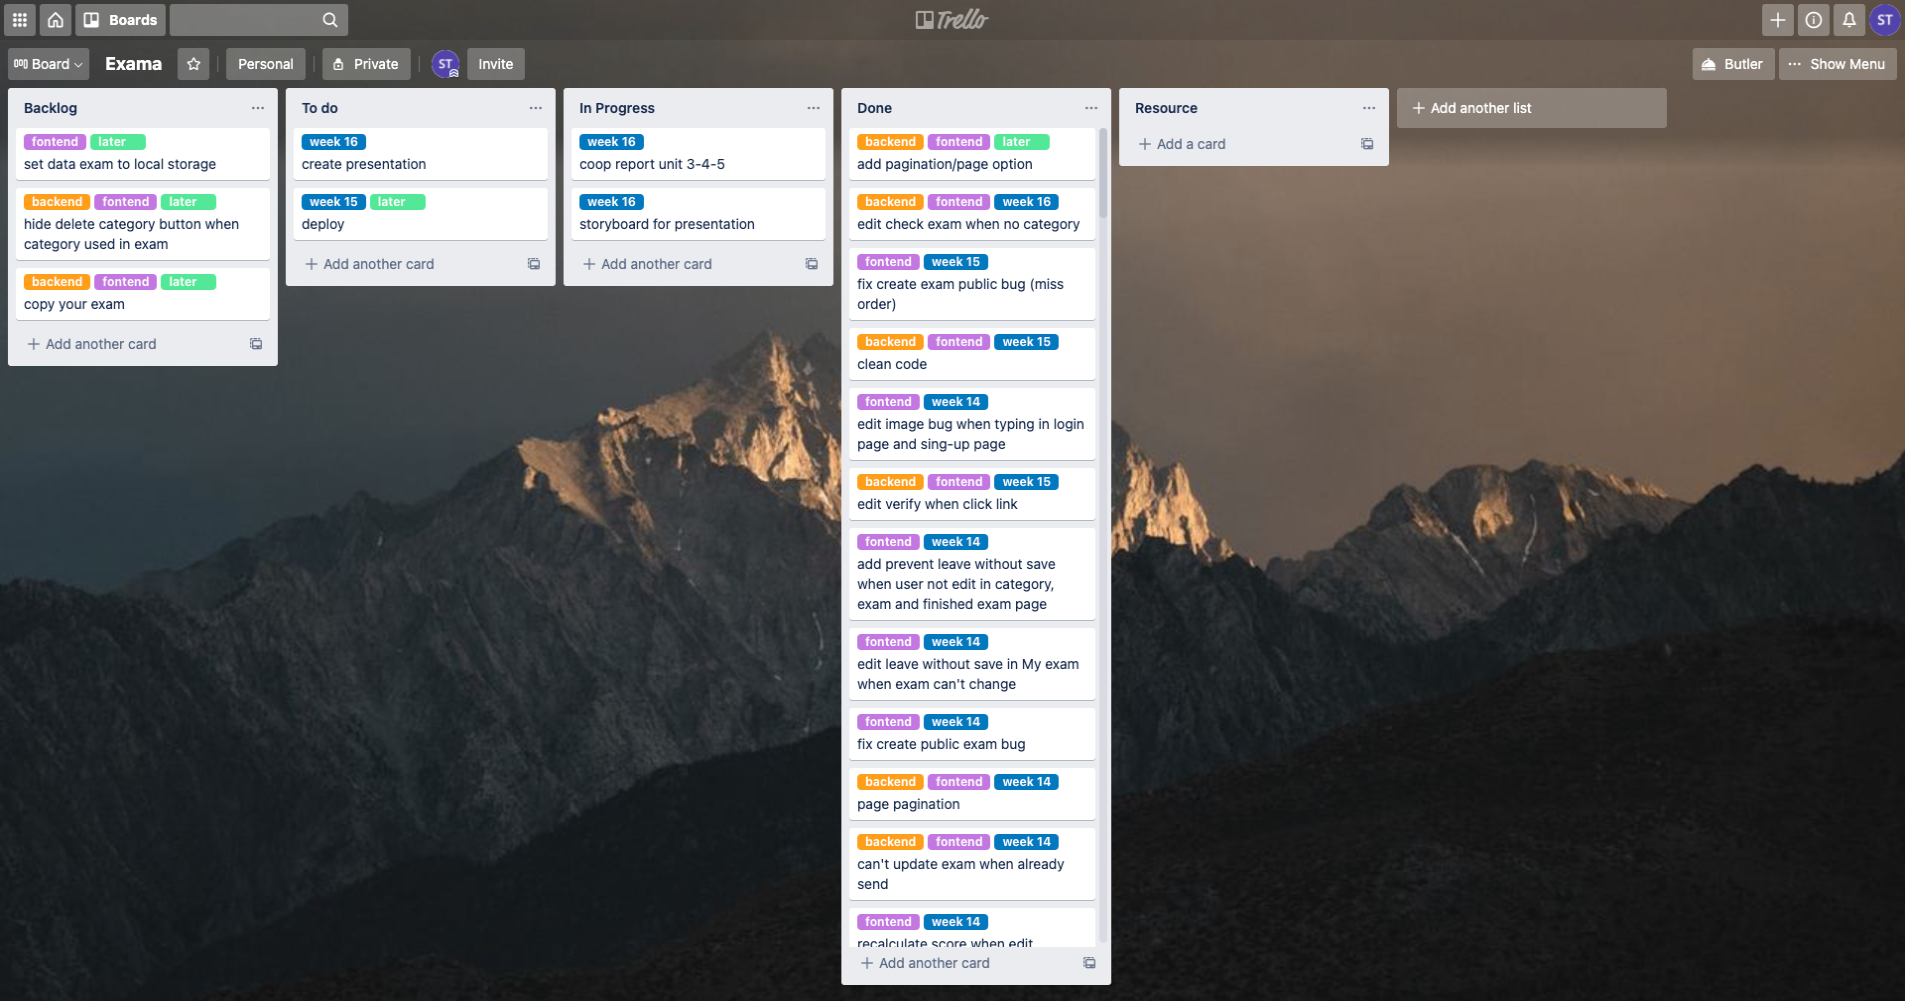 Boards
Trello
ST
Board
Exama
Personal
Private
ST
Invite
Butler
Show Menu
Backlog
fontend later
set data exam to local storage
backend fontend later
hide delete category button when
category used in exam
backend fontend later
copy your exam
Add another card
To do
week 16
create presentation
week 15 later
deploy
Add another card
In Progress
week 16
coop report unit 3-4-5
week 16
storyboard for presentation
Add another card
Done
backend fontend later
add pagination/page option
backend fontend week 16
edit check exam when no category
fontend week 15
fix create exam public bug (miss
order)
backend fontend week 15
clean code
fontend week 14
edit image bug when typing in login
page and sing-up page
backend fontend week 15
edit verify when click link
fontend week 14
add prevent leave without save
when user not edit in category,
exam and finished exam page
fontend week 14
edit leave without save in My exam
when exam can't change
fontend week 14
fix create public exam bug
backend fontend week 14
page pagination
backend fontend week 14
can't update exam when already
send
fontend week 14
recalculate score when edit
Add another card
Resource
Add a card
Add another list